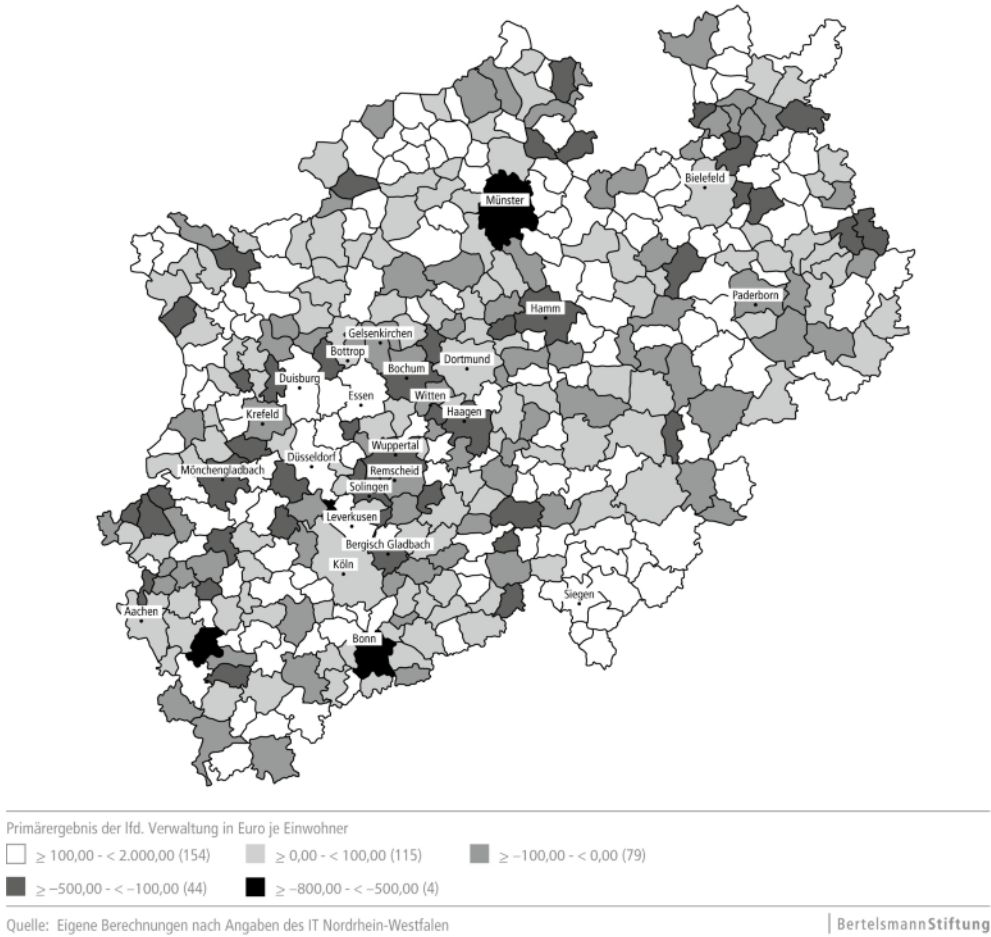 Münster
Bielefeld
Paderborn
Hamm
Gelsenkirchen
Bottrop
Dortmund
Bochum
Duisburg
Essen
Witten
Haagen
Krefeld
Wuppertal
Düsseldorf
Mönchengladbach
Remscheid
Solingen
Leverkusen
Bergisch Gladbach
Köln
Siegen
Aachen
Bonn
Primärergebnis der lfd. Verwaltung in Euro je Einwohner
≥ 100,00 - < 2.000,00 (154) ≥ 0,00 - < 100,00 (115) ≥ –100,00 - < 0,00 (79)
≥ –500,00 - < –100,00 (44) ≥ –800,00 - < –500,00 (4)
Quelle: Eigene Berechnungen nach Angaben des IT Nordrhein-Westfalen
BertelsmannStiftung